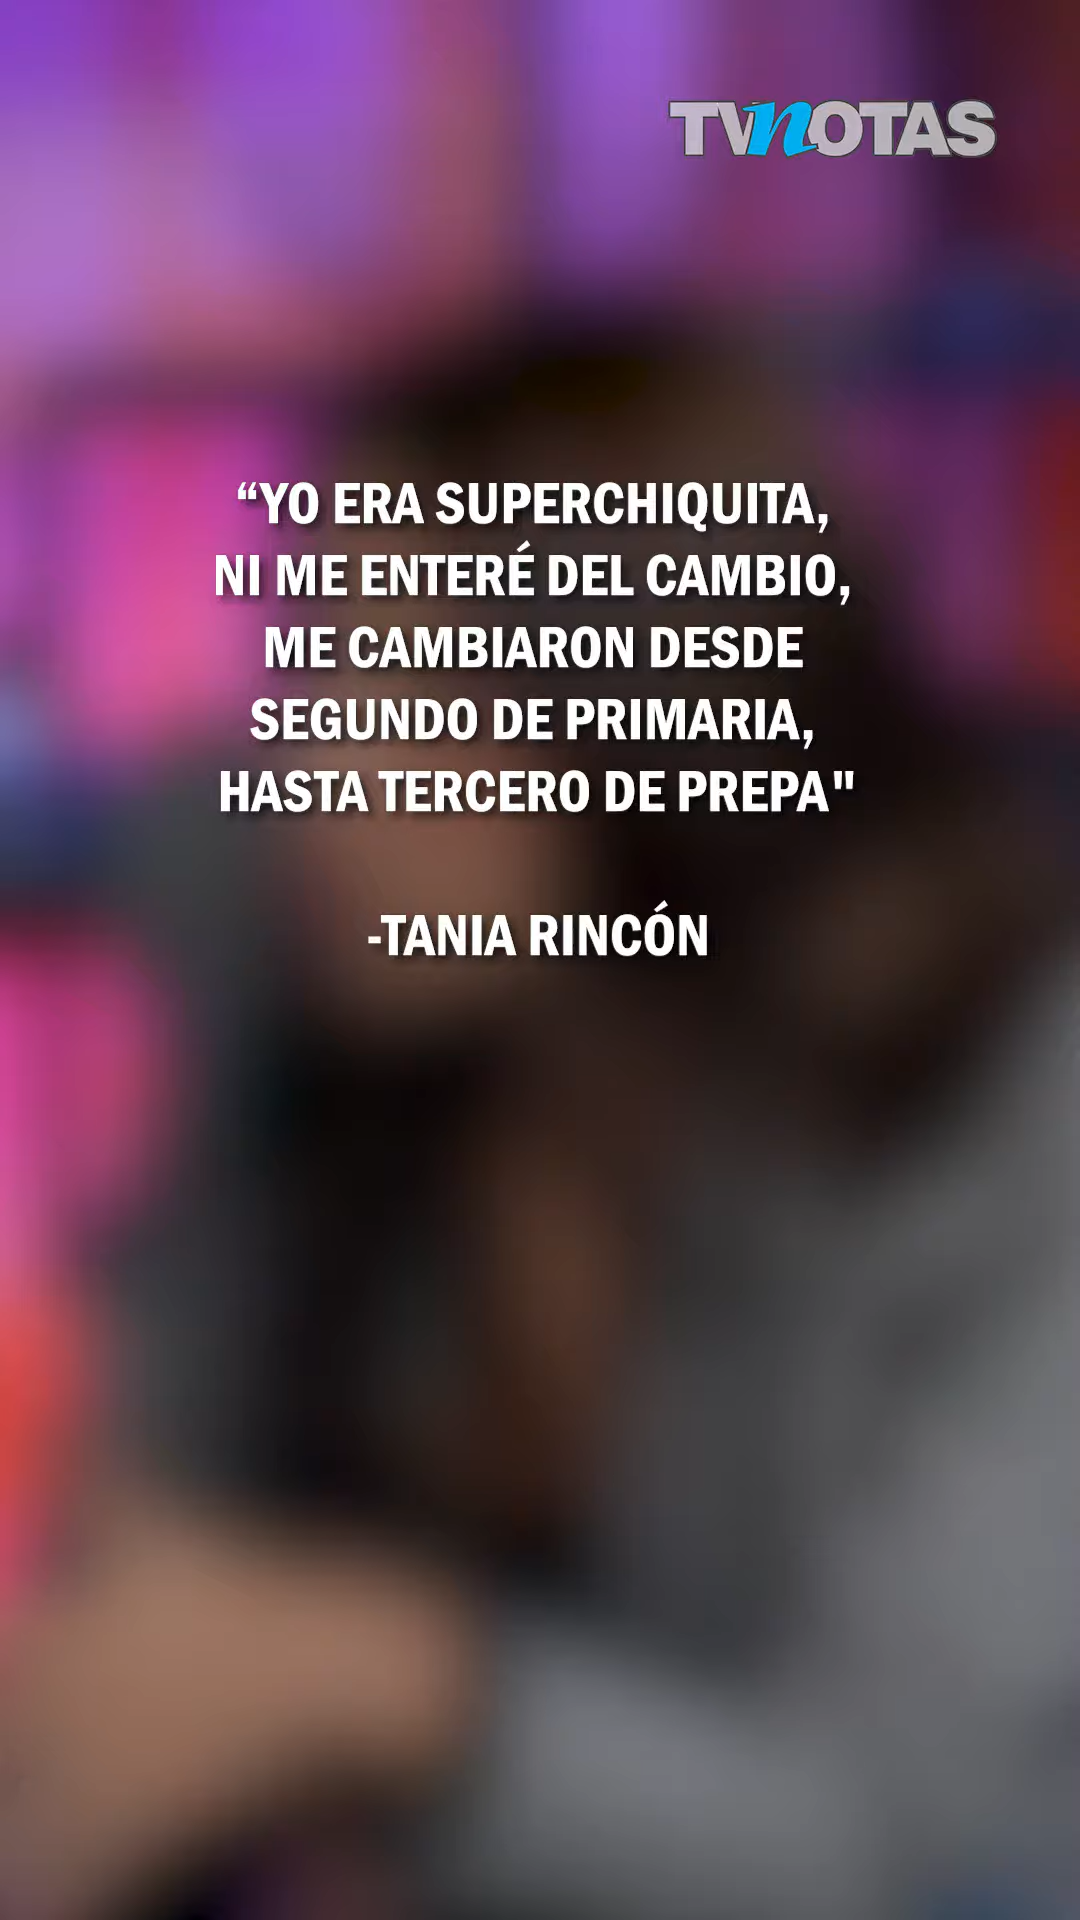 TVNOTAS
“YO ERA SUPERCHIQUITA,
NI ME ENTERÉ DEL CAMBIO,
ME CAMBIARON DESDE
SEGUNDO DE PRIMARIA,
HASTA TERCERO DE PREPA"
-TANIA RINCÓN